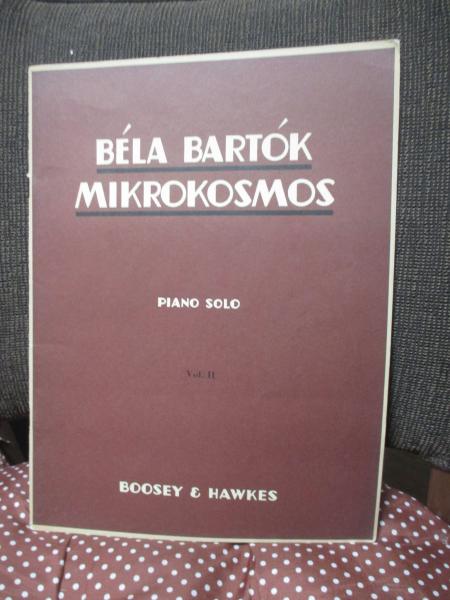 BÉLA BARTÓK
MIKROKOSMOS
PIANO SOLO
Vol. II
BOOSEY & HAWKES